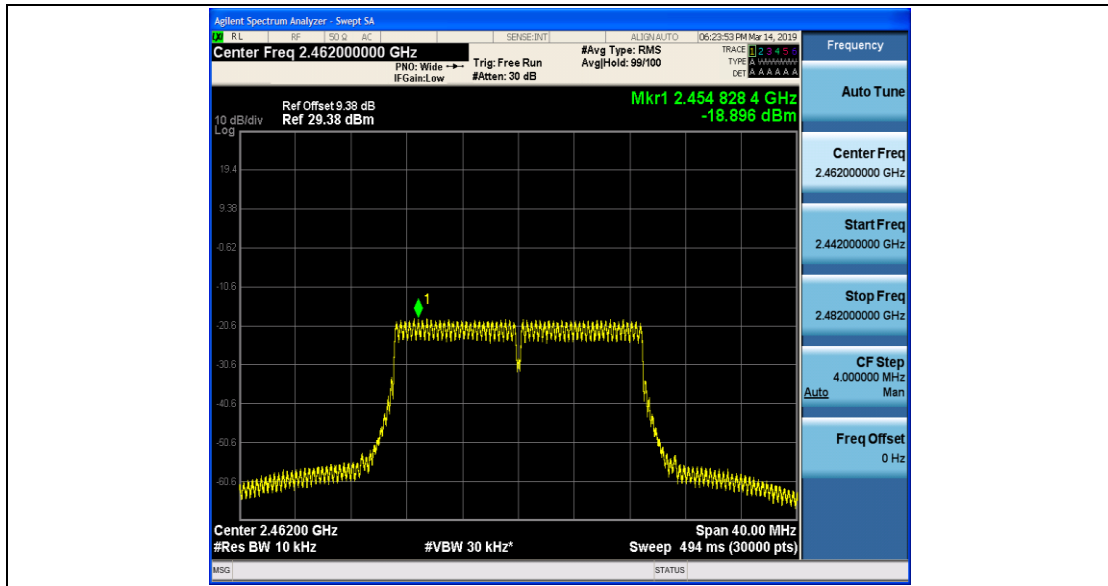 Agilent Spectrum Analyzer - Swept SA
LXI RL RF 50 Ω AC SENSE:INT ALIGNAUTO 06:23:53 PM Mar 14, 2019
Center Freq 2.462000000 GHz #Avg Type: RMS TRACE 1 2 3 4 5 6
PNO: Wide Trig: Free Run Avg|Hold: 99/100 TYPE A WWWWW
IFGain:Low #Atten: 30 dB DET A A A A A A
Frequency
Mkr1 2.454 828 4 GHz
-18.896 dBm
Ref Offset 9.38 dB
10 dB/div Ref 29.38 dBm
Log
19.4
9.38
-0.62
-10.6
1
-20.6
-30.6
-40.6
-50.6
-60.6
Center 2.46200 GHz Span 40.00 MHz
#Res BW 10 kHz #VBW 30 kHz* Sweep 494 ms (30000 pts)
MSG STATUS
Auto Tune
Center Freq
2.462000000 GHz
Start Freq
2.442000000 GHz
Stop Freq
2.482000000 GHz
CF Step
4.000000 MHz
Auto Man
Freq Offset
0 Hz